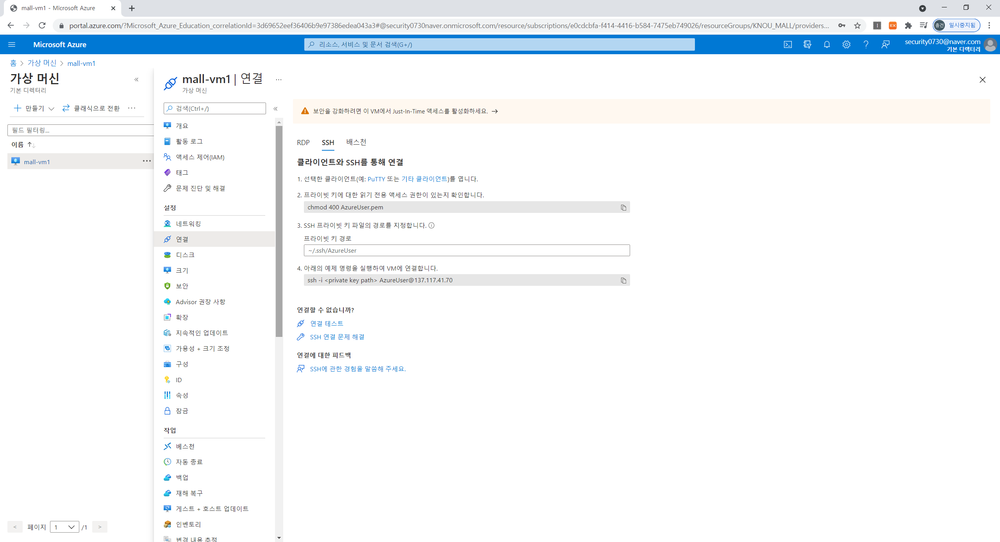 mall-vm1 - Microsoft Azure
portal.azure.com/?Microsoft_Azure_Education_correlationId=3d69652eef36406b9e97386edea043a3#@security0730naver.onmicrosoft.com/resource/subscriptions/e0cdcbfa-f414-4416-b584-7475eb749026/resourceGroups/KNOU_MALL/providers...
EX
충건 일시중지됨
Microsoft Azure
리소스, 서비스 및 문서 검색(G+/)
security0730@naver.com
기본 디렉터리
홈 > 가상 머신 > mall-vm1
가상 머신
기본 디렉터리
만들기
클래식으로 전환
필드 필터링...
이름
mall-vm1
페이지 1 /1
mall-vm1 | 연결
가상 머신
검색(Ctrl+/)
개요
활동 로그
액세스 제어(IAM)
태그
문제 진단 및 해결
설정
네트워킹
연결
디스크
크기
보안
Advisor 권장 사항
확장
지속적인 업데이트
가용성 + 크기 조정
구성
ID
속성
잠금
작업
베스천
자동 종료
백업
재해 복구
게스트 + 호스트 업데이트
인벤토리
변경 내용 추적
보안을 강화하려면 이 VM에서 Just-In-Time 액세스를 활성화하세요. →
RDP SSH 배스천
클라이언트와 SSH를 통해 연결
1. 선택한 클라이언트(예: PuTTY 또는 기타 클라이언트)를 엽니다.
2. 프라이빗 키에 대한 읽기 전용 액세스 권한이 있는지 확인합니다.
chmod 400 AzureUser.pem
3. SSH 프라이빗 키 파일의 경로를 지정합니다.
프라이빗 키 경로
~/.ssh/AzureUser
4. 아래의 예제 명령을 실행하여 VM에 연결합니다.
ssh -i <private key path> AzureUser@137.117.41.70
연결할 수 없습니까?
연결 테스트
SSH 연결 문제 해결
연결에 대한 피드백
SSH에 관한 경험을 말씀해 주세요.